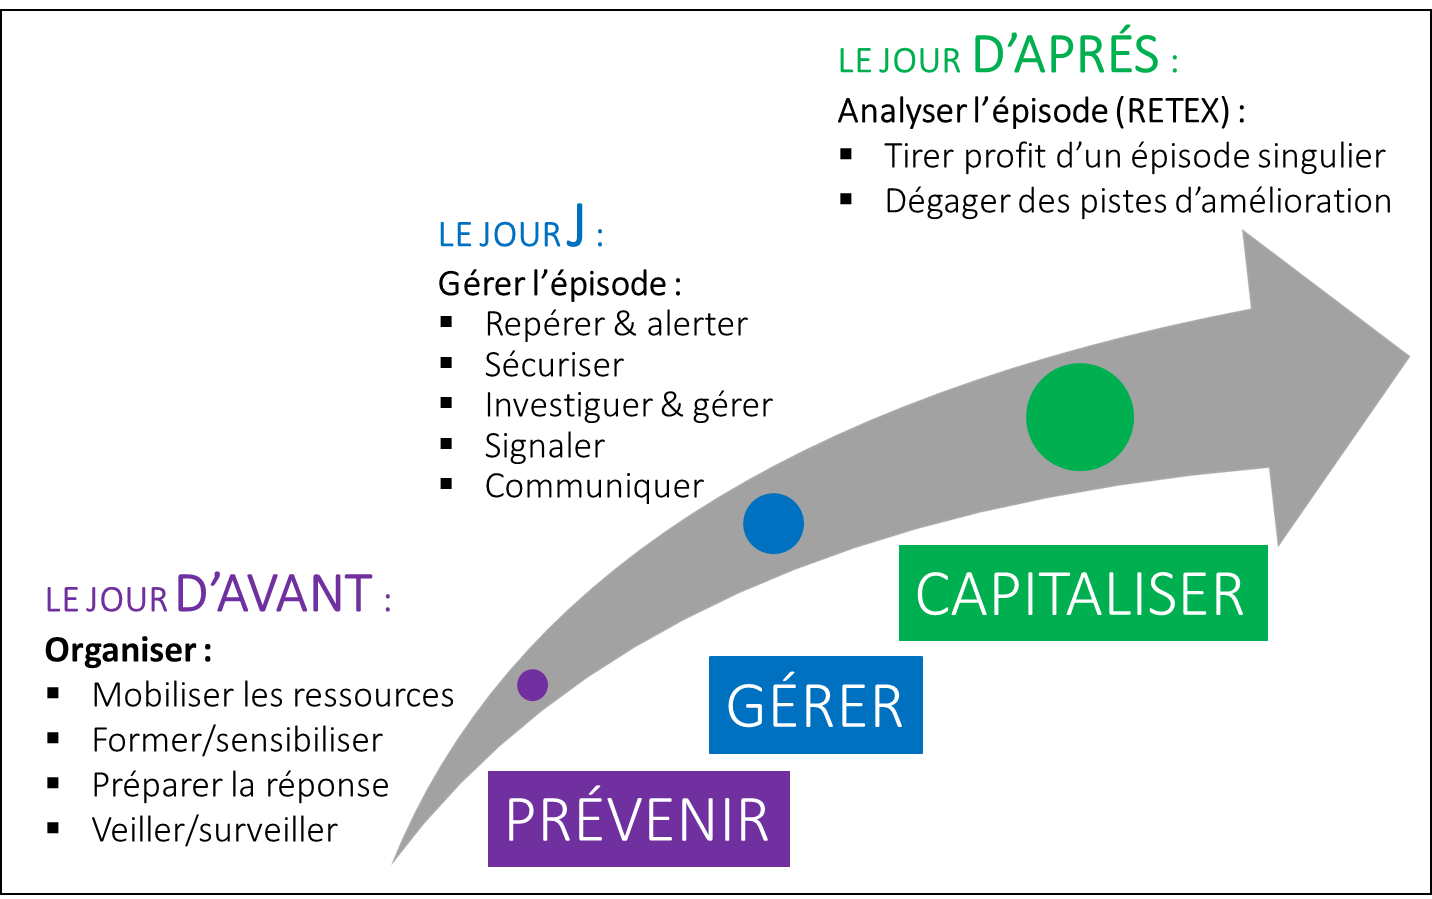 LE JOUR D’APRÉS :
Analyser l’épisode (RETEX) :
▪ Tirer profit d’un épisode singulier
▪ Dégager des pistes d’amélioration
LE JOUR J :
Gérer l’épisode :
▪ Repérer & alerter
▪ Sécuriser
▪ Investiguer & gérer
▪ Signaler
▪ Communiquer
LE JOUR D’AVANT :
Organiser :
▪ Mobiliser les ressources
▪ Former/sensibiliser
▪ Préparer la réponse
▪ Veiller/surveiller
CAPITALISER
GÉRER
PRÉVENIR